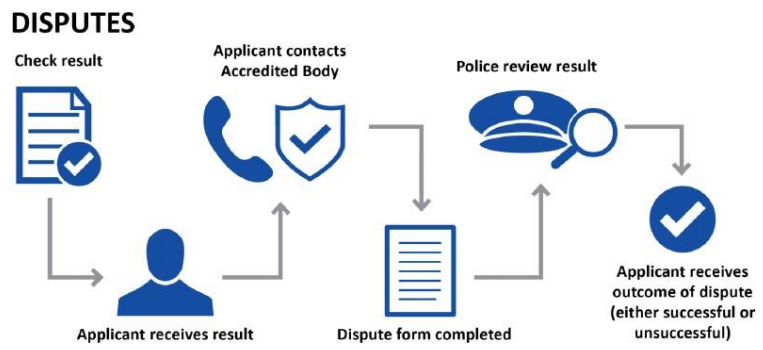 DISPUTES
Check result
Applicant receives result
Applicant contacts
Accredited Body
Dispute form completed
Police review result
Applicant receives
outcome of dispute
(either successful or
unsuccessful)